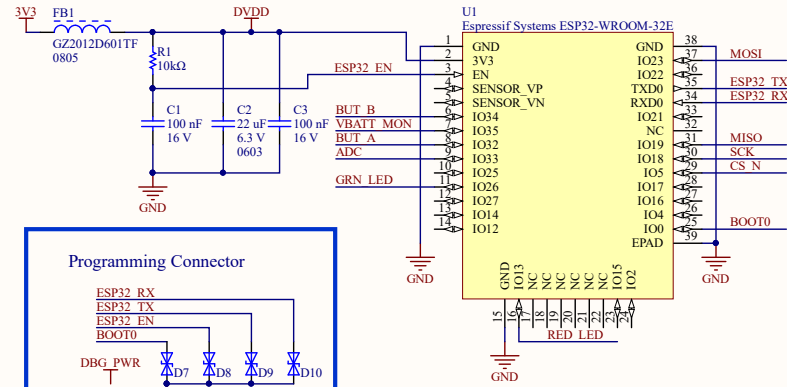 3V3
FB1
GZ2012D601TF
0805
DVDD
R1
10kΩ
ESP32_EN
C1
100 nF
16 V
C2
22 uF
6.3 V
0603
C3
100 nF
16 V
GND
BUT_B
VBATT_MON
BUT_A
ADC
GRN_LED
U1
Espressif Systems ESP32-WROOM-32E
1 GND
2 3V3
3 EN
4 SENSOR_VP
5 SENSOR_VN
6 IO34
7 IO35
8 IO32
9 IO33
10 IO25
11 IO26
12 IO27
13 IO14
14 IO12
GND 38
IO23 37 MOSI
IO22 36
TXD0 35 ESP32_TX
RXD0 34 ESP32_RX
IO21 33
NC 32
IO19 31 MISO
IO18 30 SCK
IO5 29 CS_N
IO17 28
IO16 27
IO4 26
IO0 25 BOOT0
EPAD 39
GND
GND
GND IO13 NC NC NC NC NC NC IO15 IO2
15 16 17 18 19 20 21 22 23 24
RED_LED
GND
Programming Connector
ESP32_RX
ESP32_TX
ESP32_EN
BOOT0
DBG_PWR
D7
D8
D9
D10